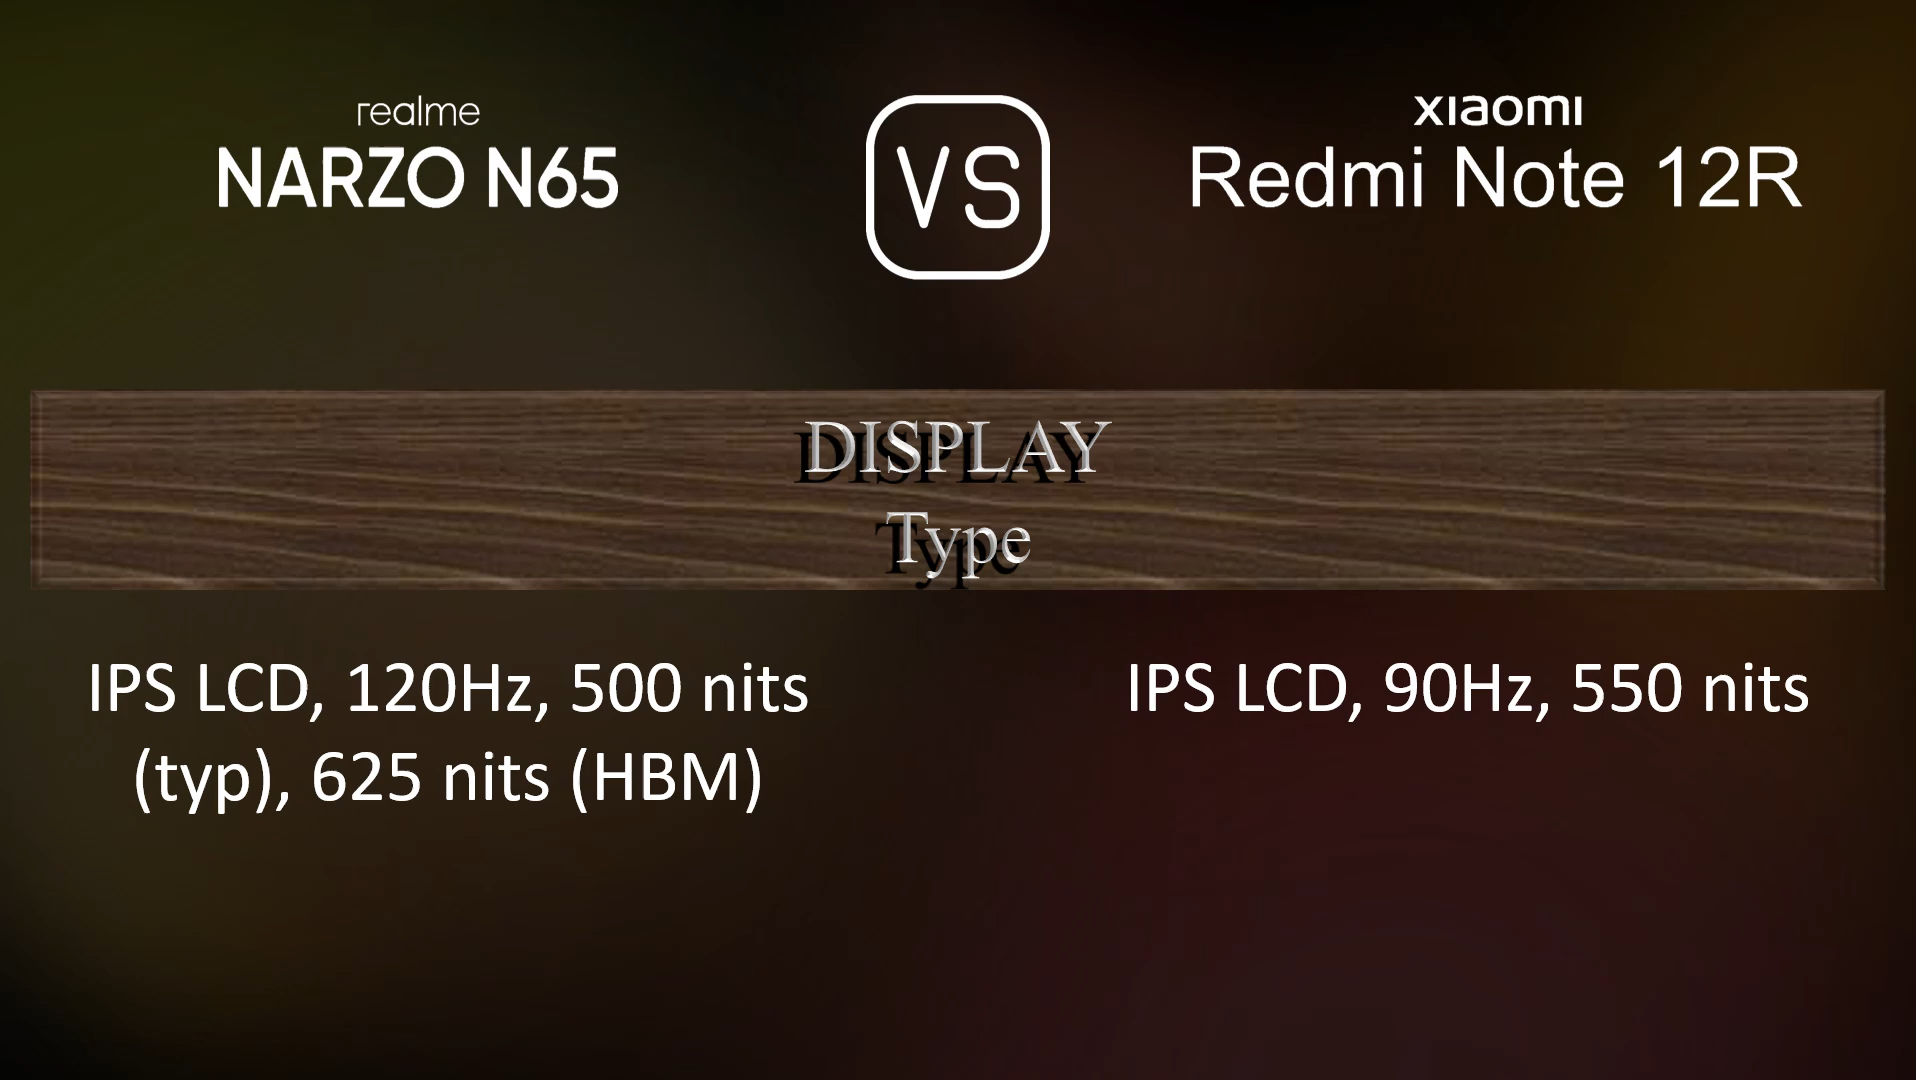 realme
NARZO N65
VS
xiaomi
Redmi Note 12R
DISPLAY
Type
IPS LCD, 120Hz, 500 nits
(typ), 625 nits (HBM)
IPS LCD, 90Hz, 550 nits